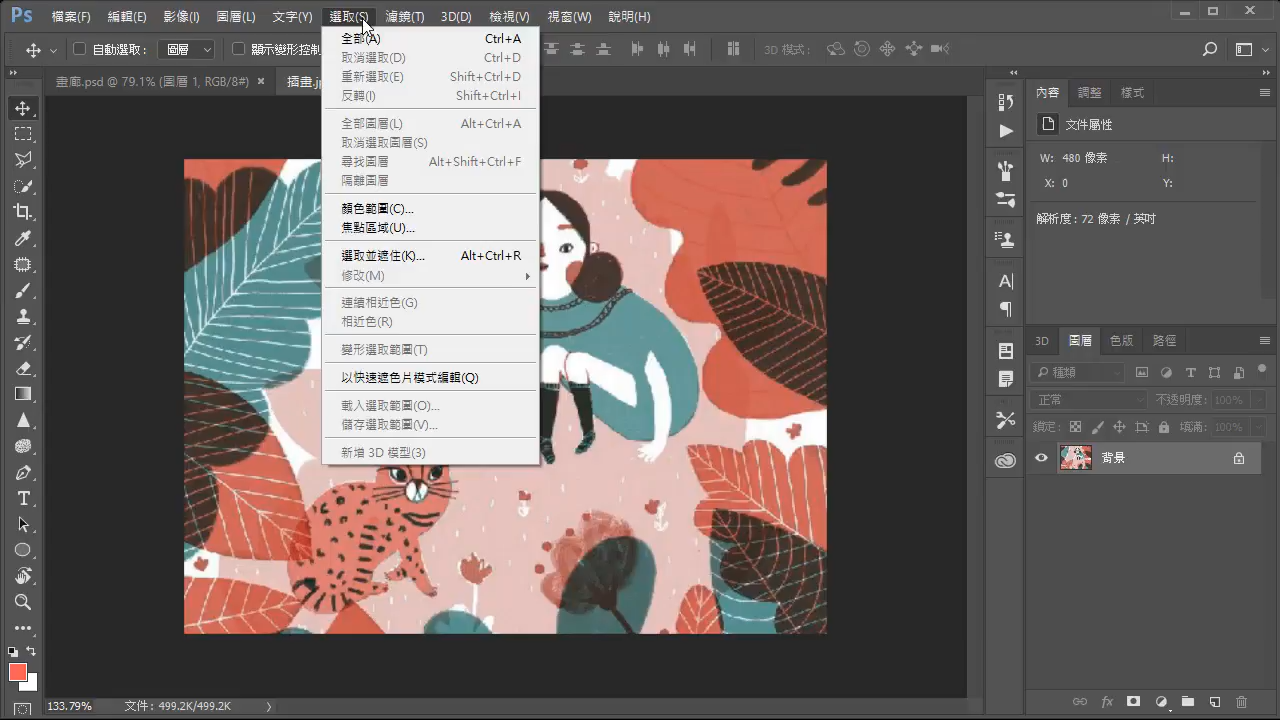 Ps 檔案(F) 編輯(E) 影像(I) 圖層(L) 文字(Y) 選取(S) 濾鏡(T) 3D(D) 檢視(V) 視窗(W) 說明(H)
自動選取： 圖層 顯示變形控制 3D 模式：
畫廊.psd @ 79.1% (圖層 1, RGB/8#) × 插畫.j
全部(A) Ctrl+A
取消選取(D) Ctrl+D
重新選取(E) Shift+Ctrl+D
反轉(I) Shift+Ctrl+I
全部圖層(L) Alt+Ctrl+A
取消選取圖層(S)
尋找圖層 Alt+Shift+Ctrl+F
隔離圖層
顏色範圍(C)...
焦點區域(U)...
選取並遮住(K)... Alt+Ctrl+R
修改(M)
連續相近色(G)
相近色(R)
變形選取範圍(T)
以快速遮色片模式編輯(Q)
載入選取範圍(O)...
儲存選取範圍(V)...
新增 3D 模型(3)
內容 調整 樣式
文件屬性
W: 480 像素 H:
X: 0 Y:
解析度: 72 像素 / 英吋
3D 圖層 色版 路徑
種類
正常 不透明度: 100%
鎖定: 填滿: 100%
背景
133.79% 文件: 499.2K/499.2K